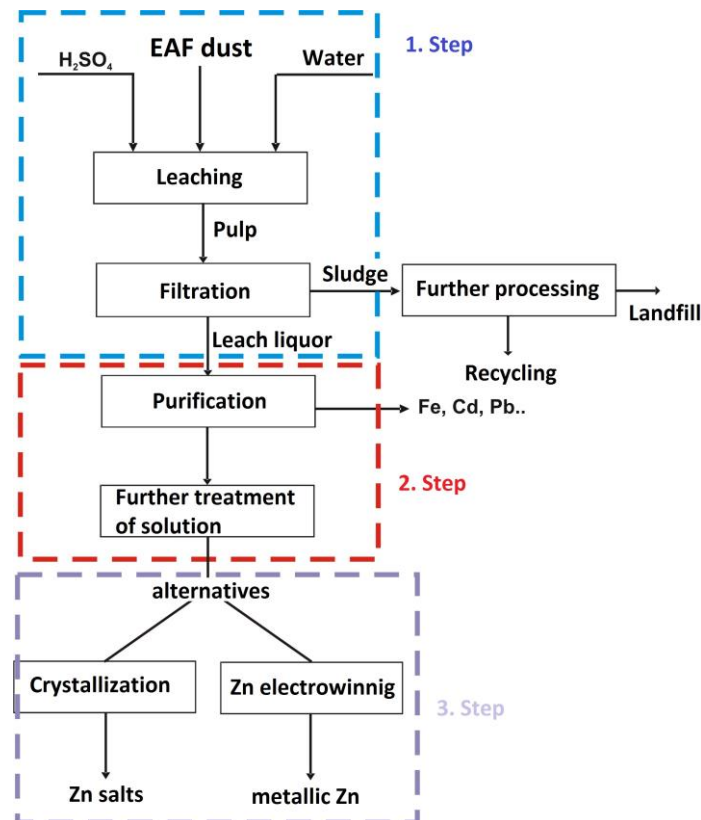 EAF dust
1. Step
H₂SO₄
Water
Leaching
Pulp
Sludge
Filtration
Further processing
Landfill
Leach liquor
Recycling
Purification
Fe, Cd, Pb..
2. Step
Further treatment
of solution
alternatives
Crystallization
Zn electrowinnig
3. Step
Zn salts
metallic Zn